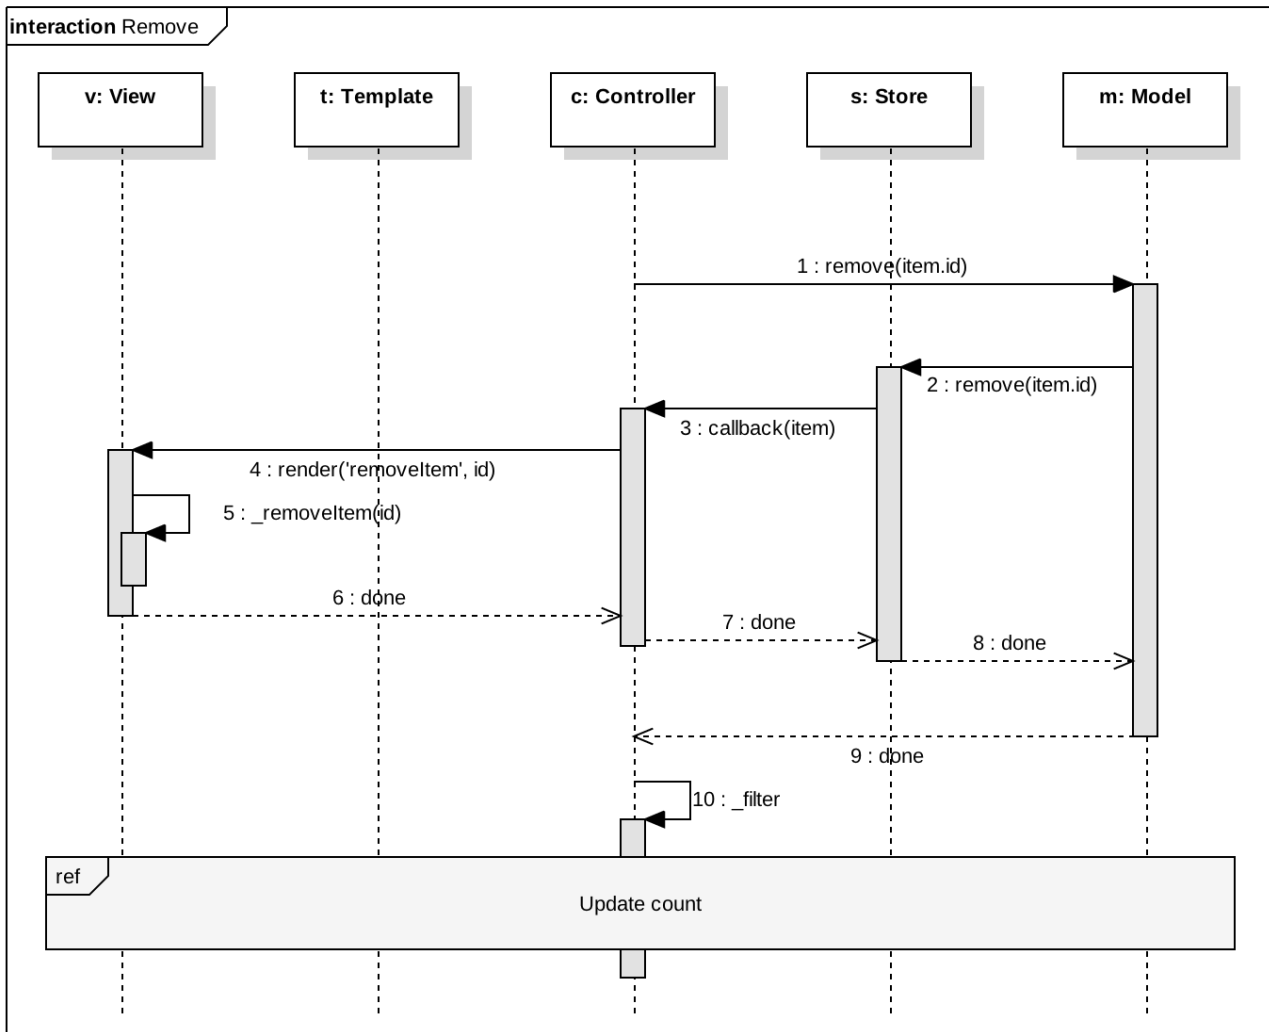 interaction Remove
v: View
t: Template
c: Controller
s: Store
m: Model
1 : remove(item.id)
2 : remove(item.id)
3 : callback(item)
4 : render('removeItem', id)
5 : _removeItem(id)
6 : done
7 : done
8 : done
9 : done
10 : _filter
ref
Update count